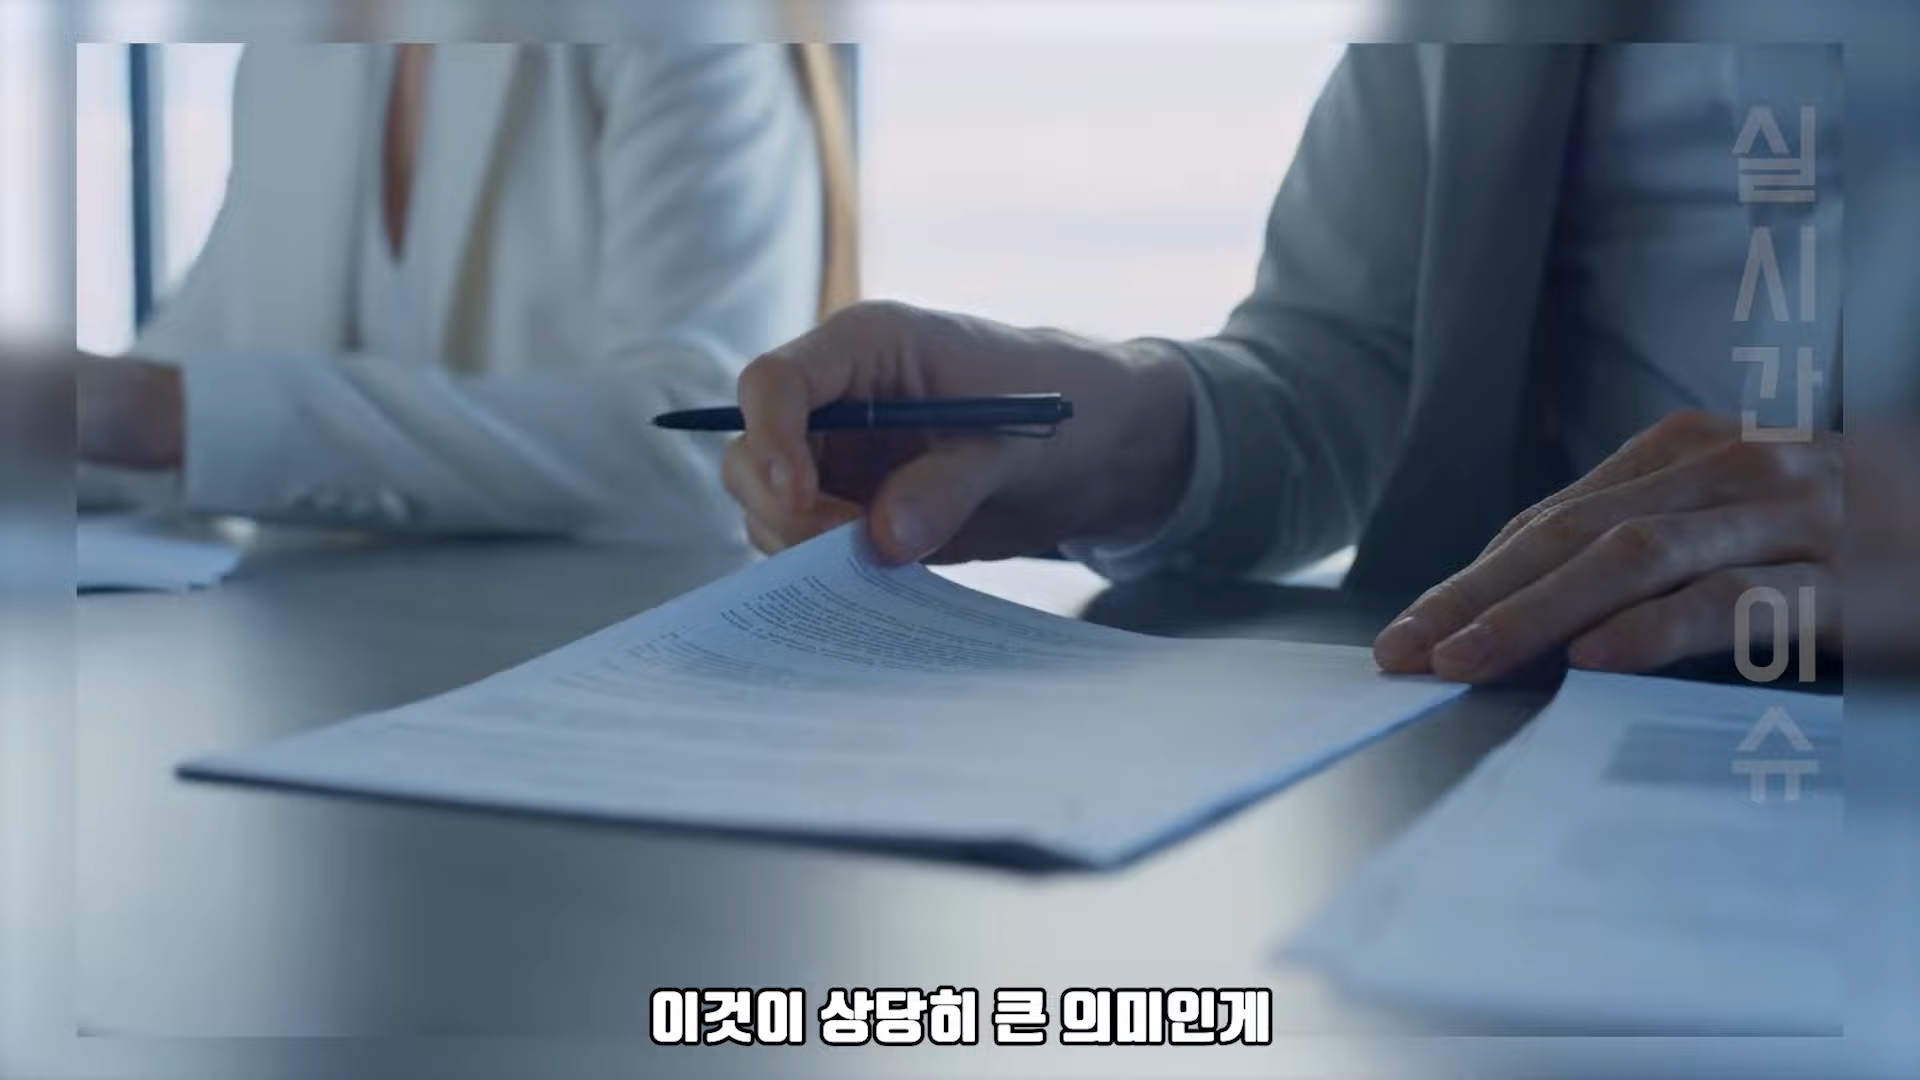 실시간 이슈
이것이 상당히 큰 의미인게